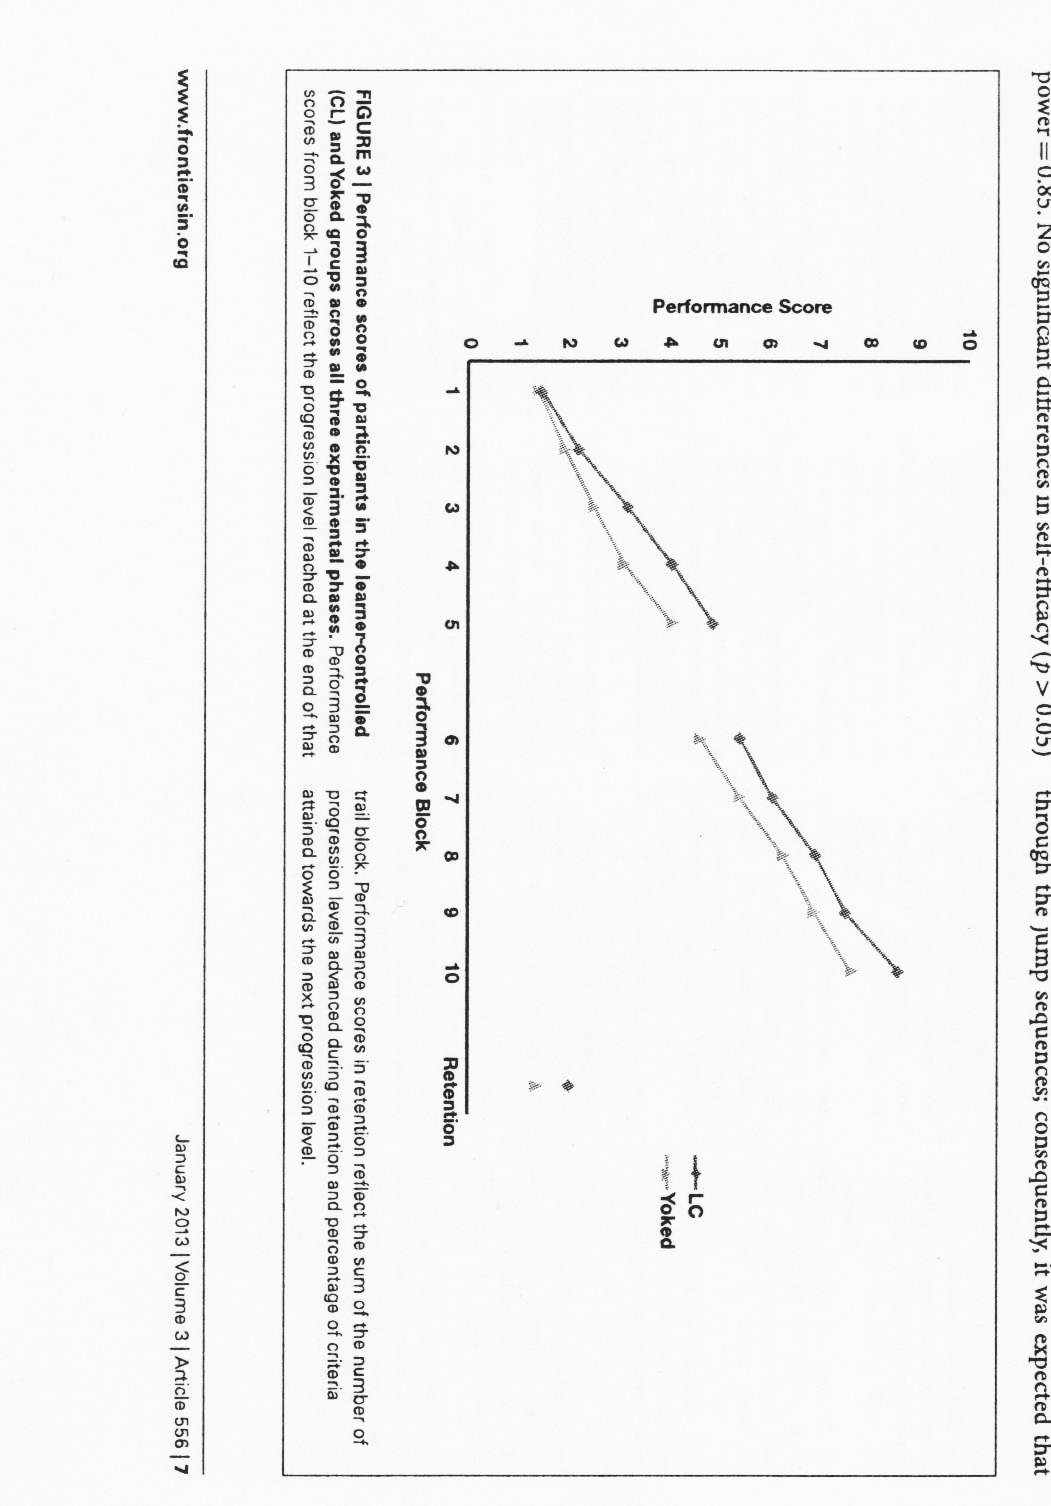 power = 0.85. No significant differences in self-efficacy (p > 0.05)
through the jump sequences; consequently, it was expected that
10
9
8
7
6
5
4
3
2
1
0
Performance Score
1 2 3 4 5 6 7 8 9 10 Retention
Performance Block
LC
Yoked
FIGURE 3 | Performance scores of participants in the learner-controlled
(CL) and Yoked groups across all three experimental phases. Performance
scores from block 1–10 reflect the progression level reached at the end of that
trail block. Performance scores in retention reflect the sum of the number of
progression levels advanced during retention and percentage of criteria
attained towards the next progression level.
www.frontiersin.org
January 2013 | Volume 3 | Article 556 | 7